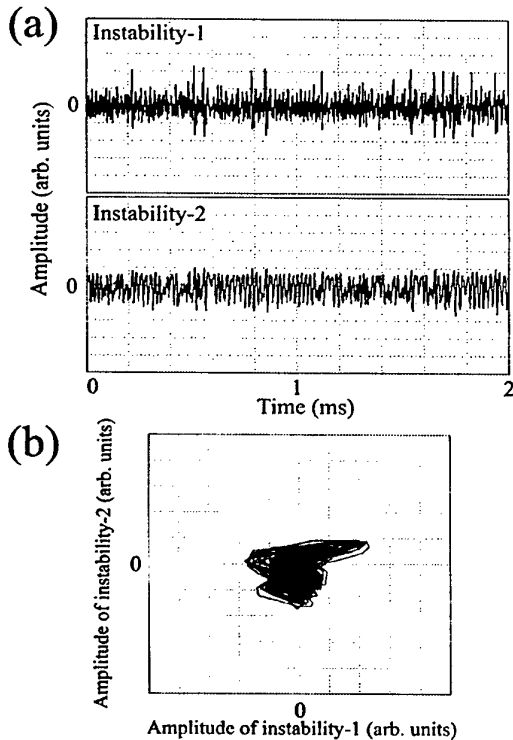 (a)
Instability-1
0
Instability-2
0
Amplitude (arb. units)
0 1 2
Time (ms)
(b)
Amplitude of instability-2 (arb. units)
0
0
Amplitude of instability-1 (arb. units)